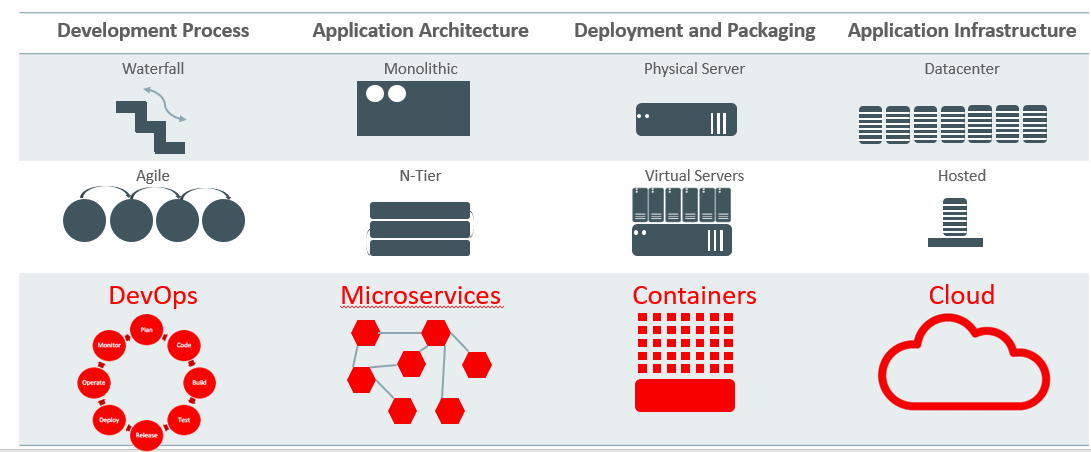 Development Process
Application Architecture
Deployment and Packaging
Application Infrastructure
Waterfall
Monolithic
Physical Server
Datacenter
Agile
N-Tier
Virtual Servers
Hosted
DevOps
Microservices
Containers
Cloud
Plan
Code
Build
Test
Release
Deploy
Operate
Monitor